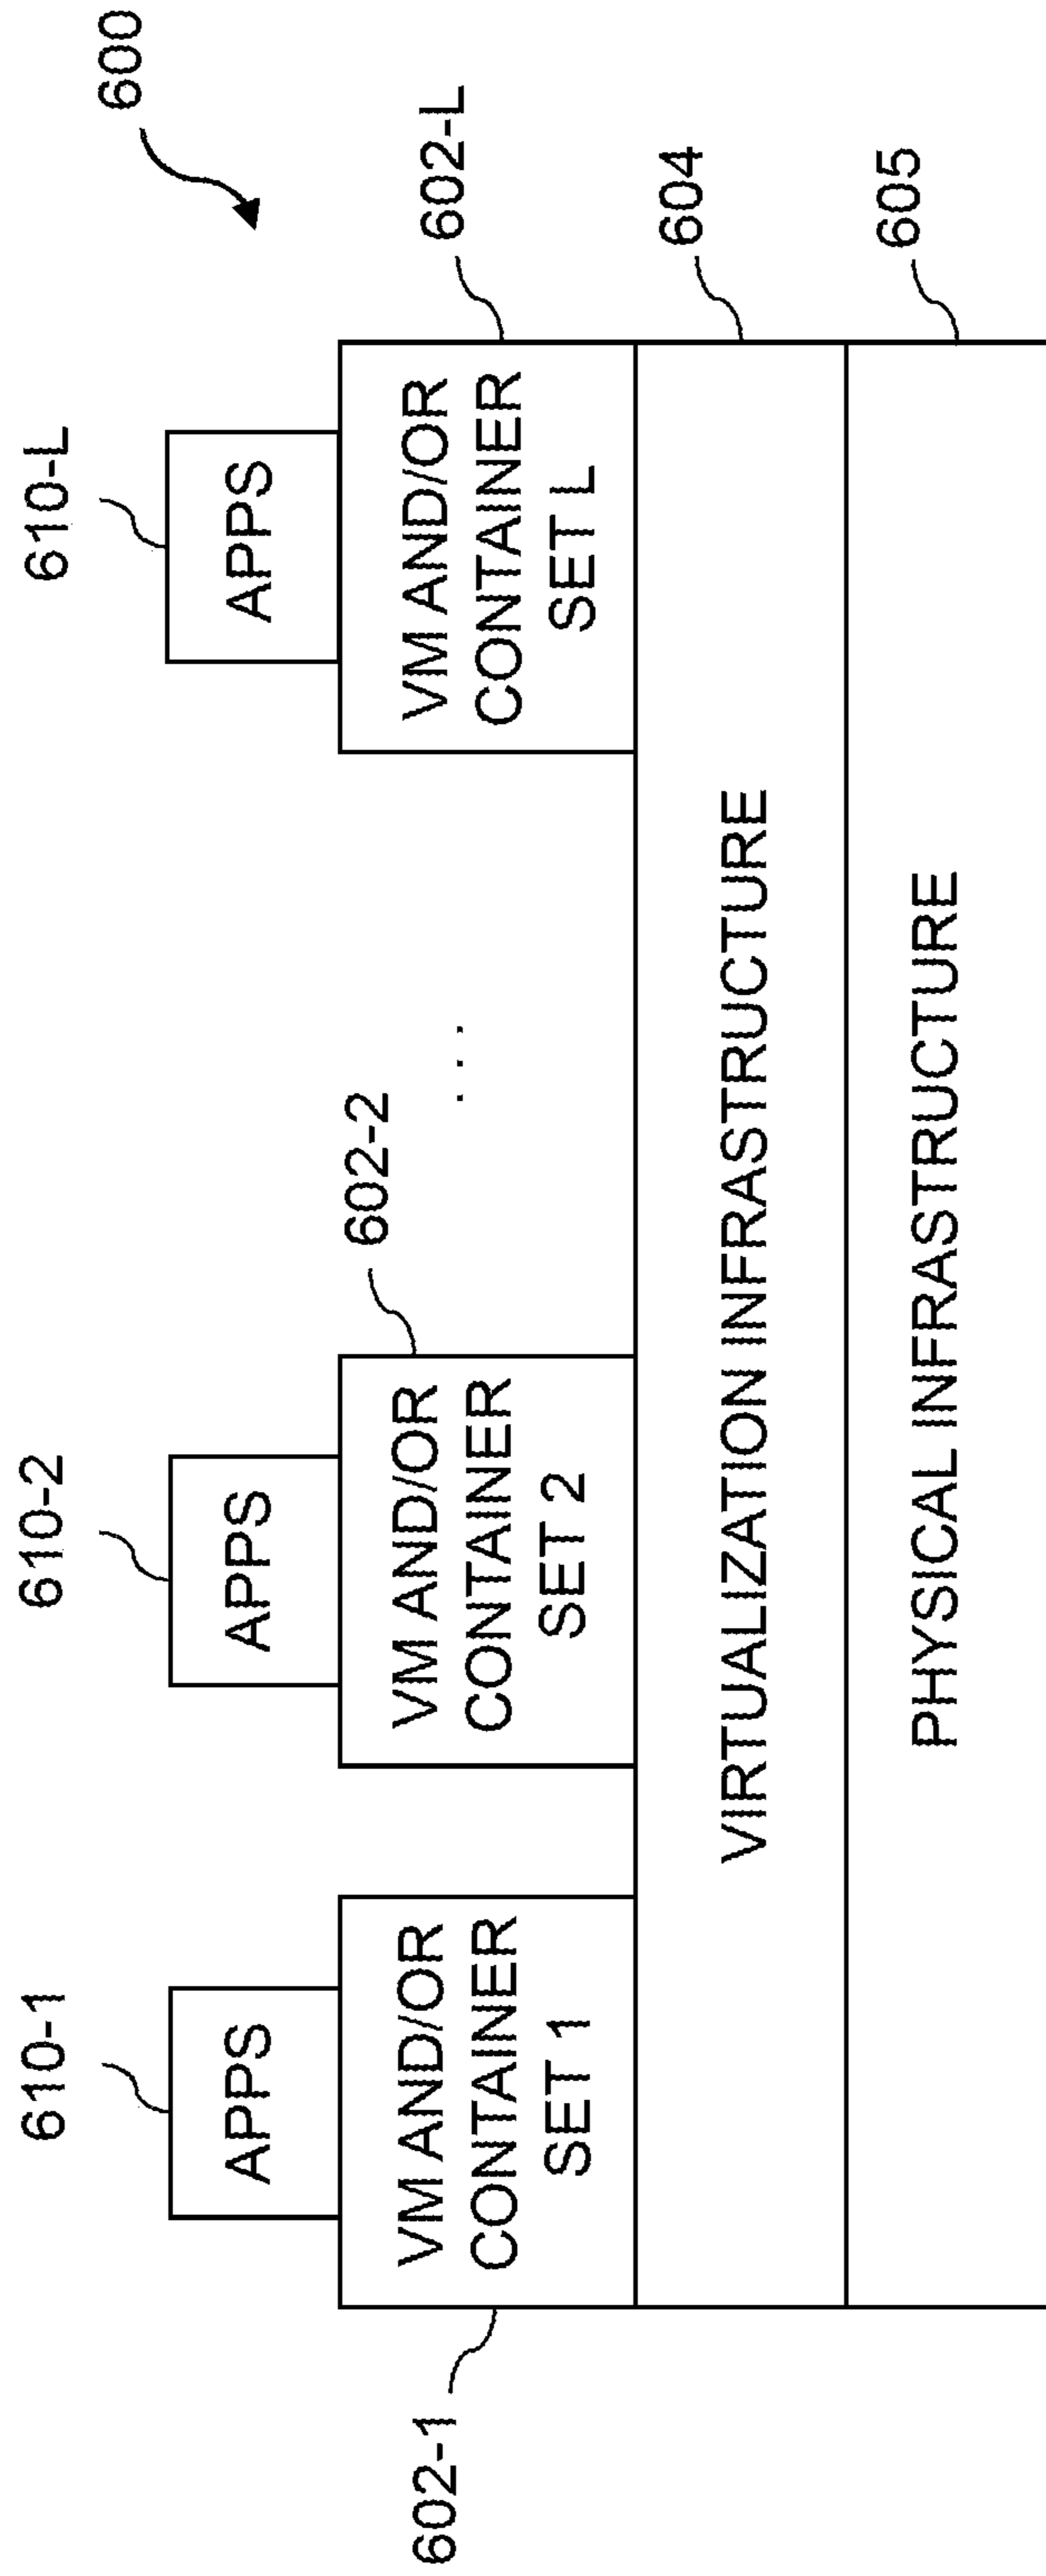 600
610-1
610-2
610-L
APPS
APPS
APPS
602-1
VM AND/OR
CONTAINER
SET 1
602-2
VM AND/OR
CONTAINER
SET 2
. . .
602-L
VM AND/OR
CONTAINER
SET L
VIRTUALIZATION INFRASTRUCTURE
604
PHYSICAL INFRASTRUCTURE
605